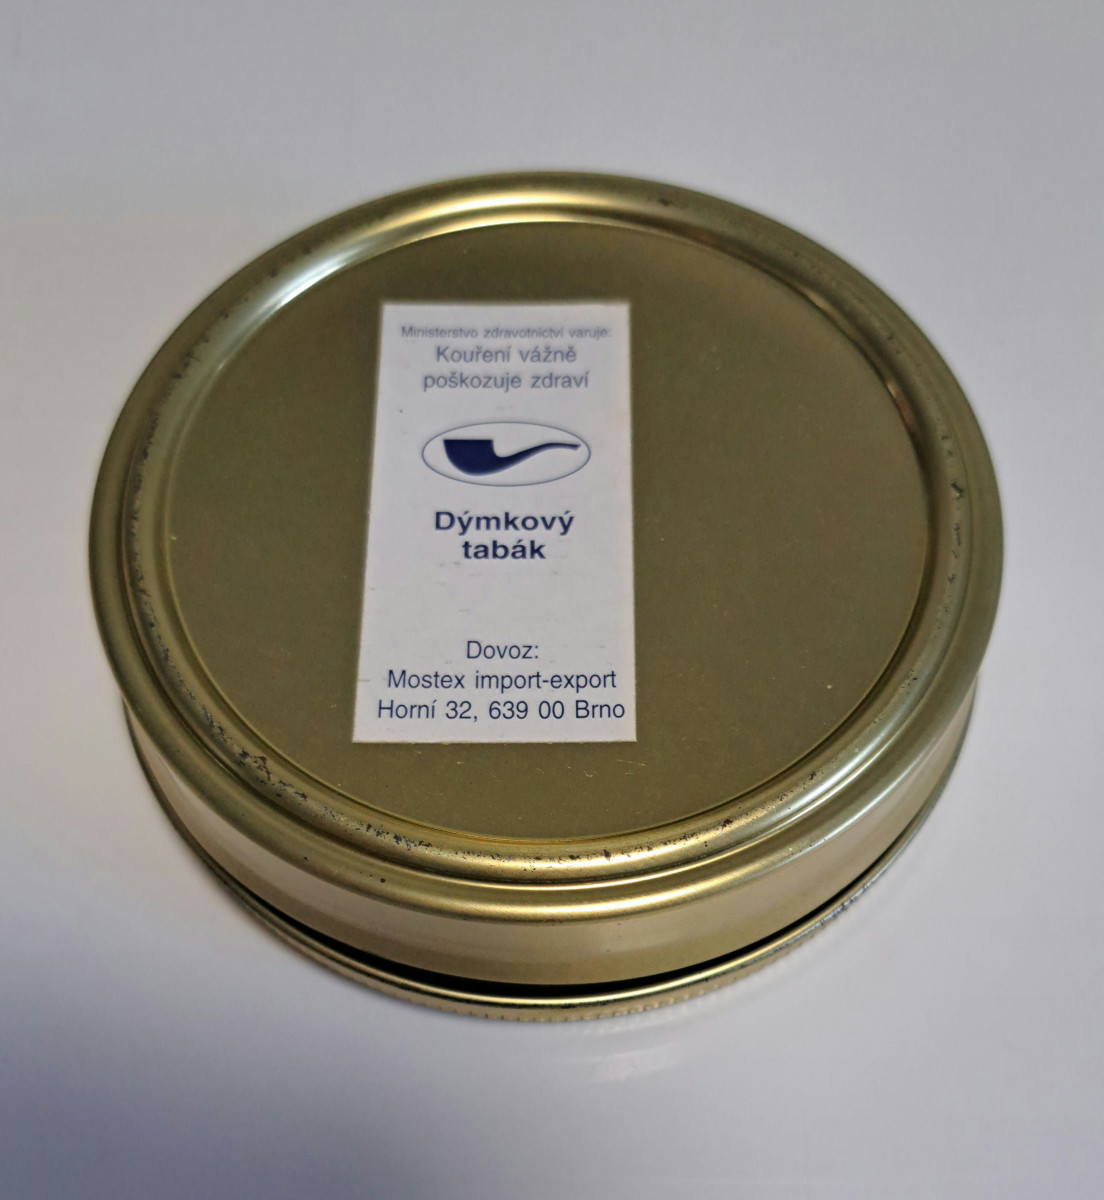 Ministerstvo zdravotnictví varuje:
Kouření vážně
poškozuje zdraví
Dýmkový
tabák
Dovoz:
Mostex import-export
Horní 32, 639 00 Brno